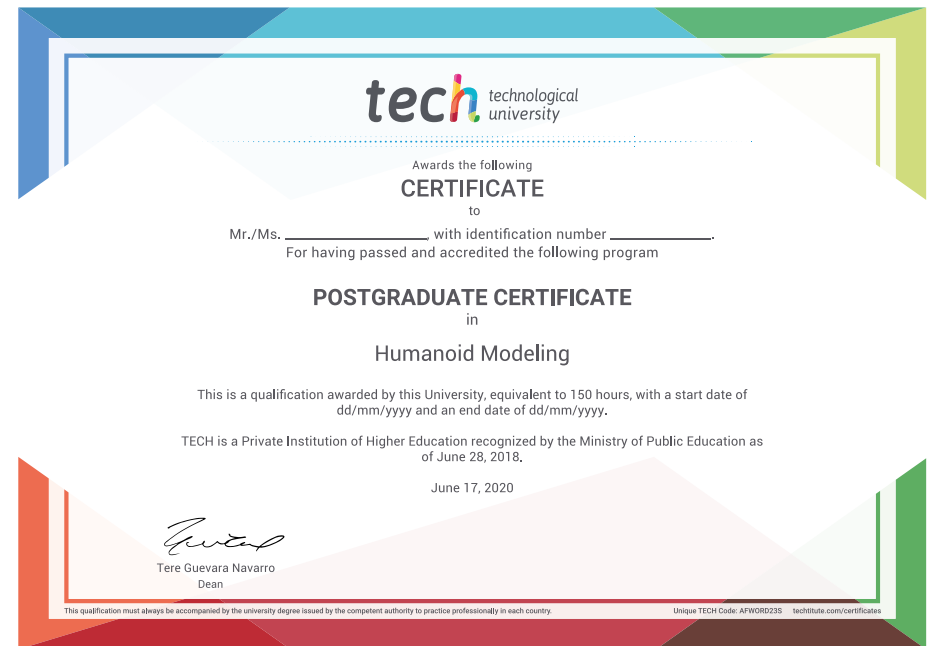 tech technological
university
Awards the following
CERTIFICATE
to
Mr./Ms. ____________________, with identification number ______________.
For having passed and accredited the following program
POSTGRADUATE CERTIFICATE
in
Humanoid Modeling
This is a qualification awarded by this University, equivalent to 150 hours, with a start date of
dd/mm/yyyy and an end date of dd/mm/yyyy.
TECH is a Private Institution of Higher Education recognized by the Ministry of Public Education as
of June 28, 2018.
June 17, 2020
Tere Guevara Navarro
Dean
This qualification must always be accompanied by the university degree issued by the competent authority to practice professionally in each country.
Unique TECH Code: AFWORD23S techtitute.com/certificates